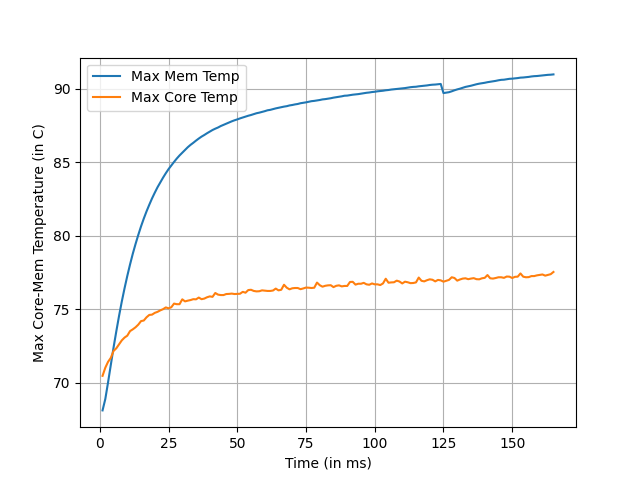 Max Mem Temp
Max Core Temp
90
85
80
75
70
Max Core-Mem Temperature (in C)
0 25 50 75 100 125 150
Time (in ms)